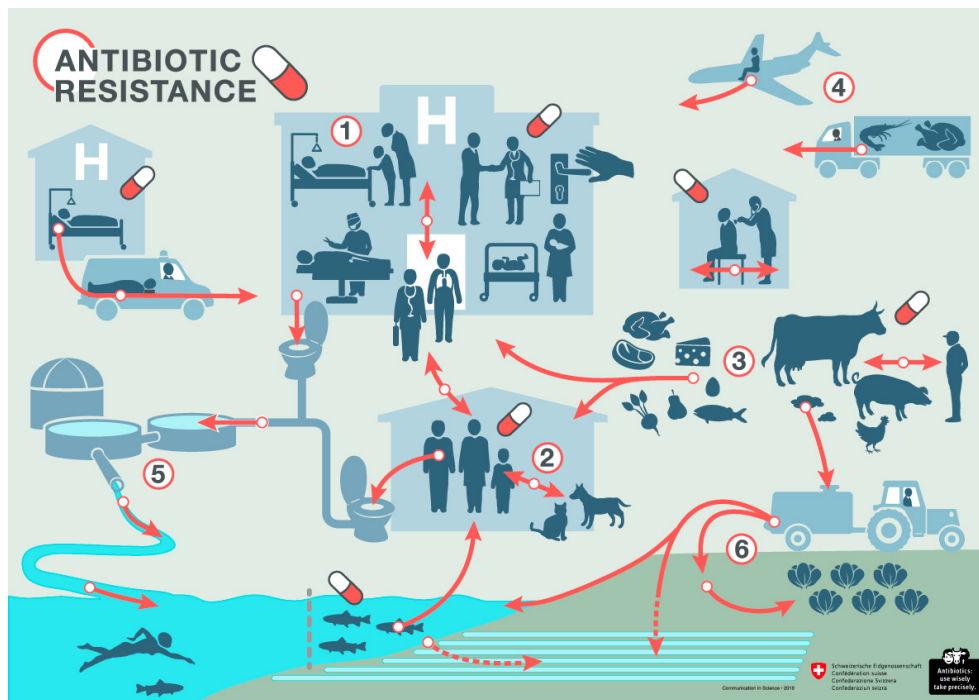 ANTIBIOTIC
RESISTANCE
H
H
1
4
3
2
5
6
Schweizerische Eidgenossenschaft
Confédération suisse
Confederazione Svizzera
Confederaziun svizra
Communication in Science - 2018
Antibiotics:
use wisely
take precisely.